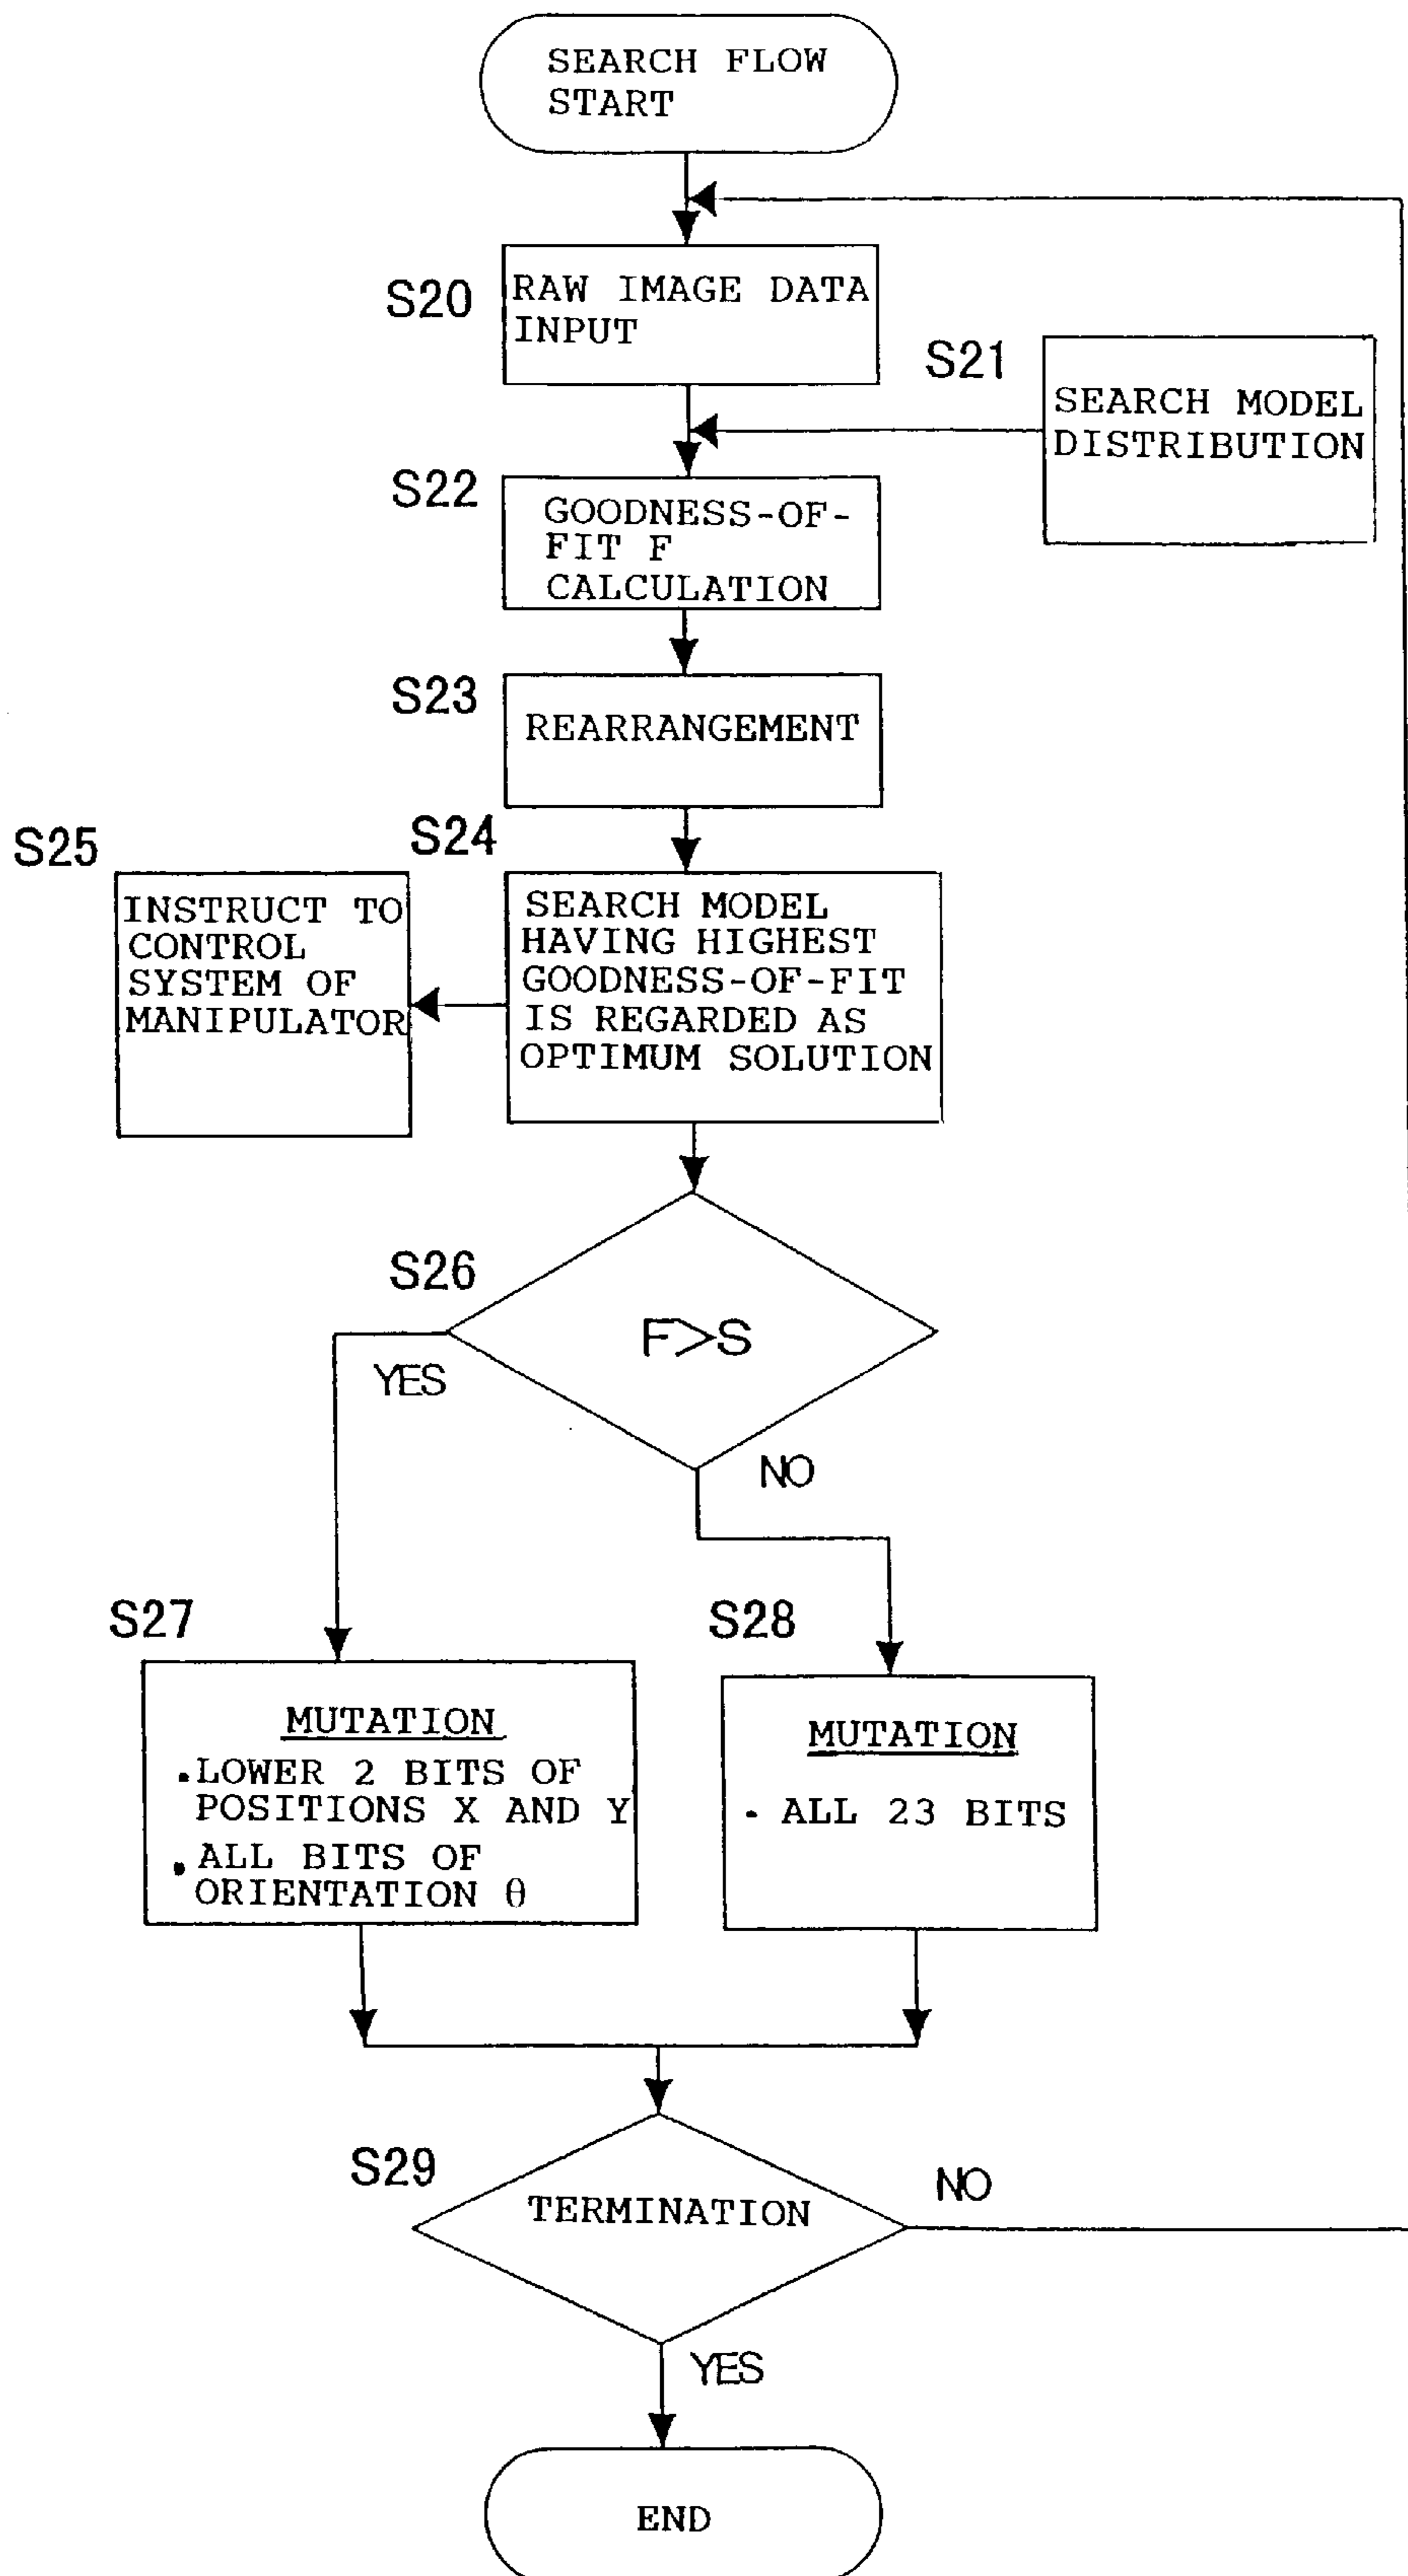 SEARCH FLOW
START
S20
RAW IMAGE DATA
INPUT
S21
SEARCH MODEL
DISTRIBUTION
S22
GOODNESS-OF-
FIT F
CALCULATION
S23
REARRANGEMENT
S25
INSTRUCT TO
CONTROL
SYSTEM OF
MANIPULATOR
S24
SEARCH MODEL
HAVING HIGHEST
GOODNESS-OF-FIT
IS REGARDED AS
OPTIMUM SOLUTION
S26
F>S
YES
NO
S27
MUTATION
.LOWER 2 BITS OF
POSITIONS X AND Y
.ALL BITS OF
ORIENTATION θ
S28
MUTATION
· ALL 23 BITS
S29
TERMINATION
NO
YES
END